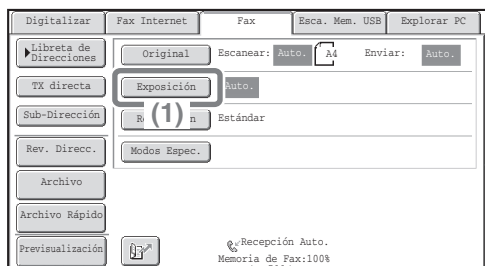 Digitalizar Fax Internet Fax Esca. Mem. USB Explorar PC
Libreta de
Direcciones
Original Escanear: Auto. A4 Enviar: Auto.
TX directa
Exposición Auto.
Sub-Dirección
(1) Estándar
Rev. Direcc.
Modos Espec.
Archivo
Archivo Rápido
Previsualización
Recepción Auto.
Memoria de Fax:100%